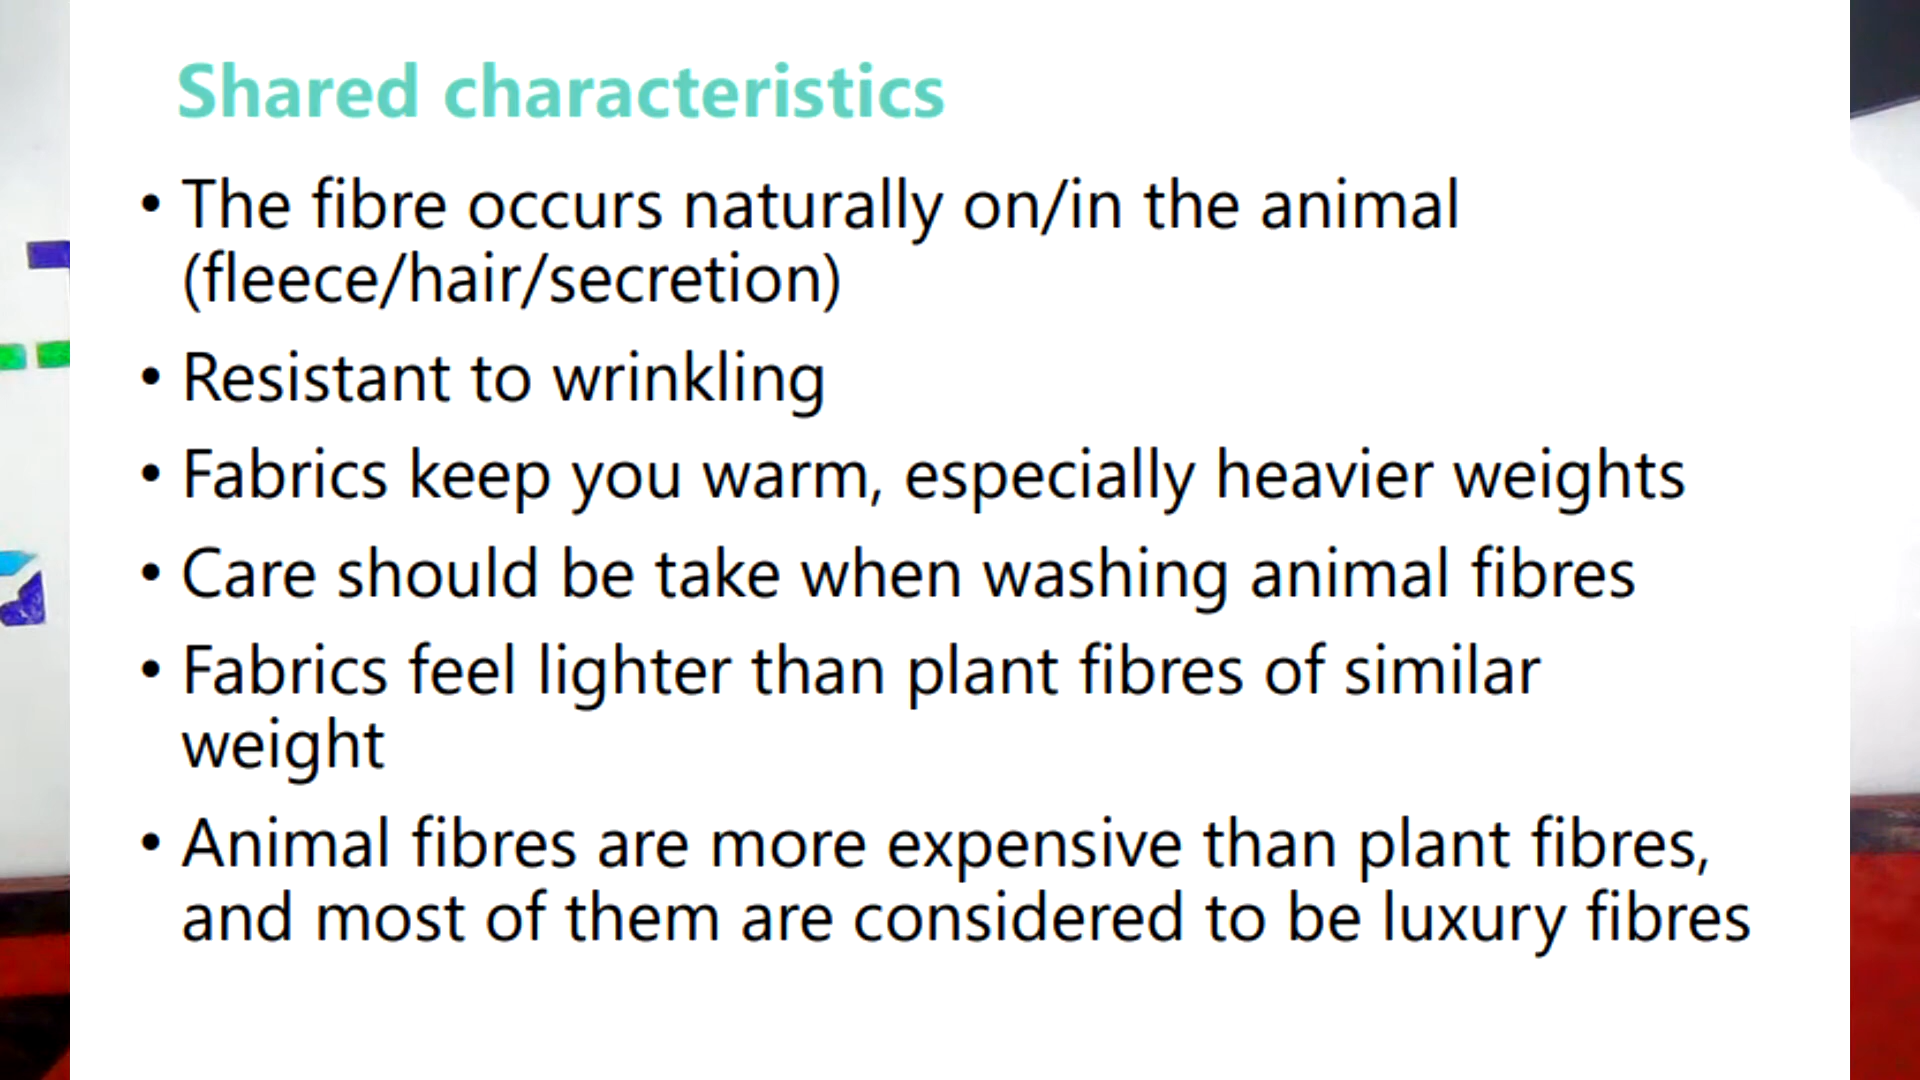 Shared characteristics
• The fibre occurs naturally on/in the animal
(fleece/hair/secretion)
• Resistant to wrinkling
• Fabrics keep you warm, especially heavier weights
• Care should be take when washing animal fibres
• Fabrics feel lighter than plant fibres of similar
weight
• Animal fibres are more expensive than plant fibres,
and most of them are considered to be luxury fibres